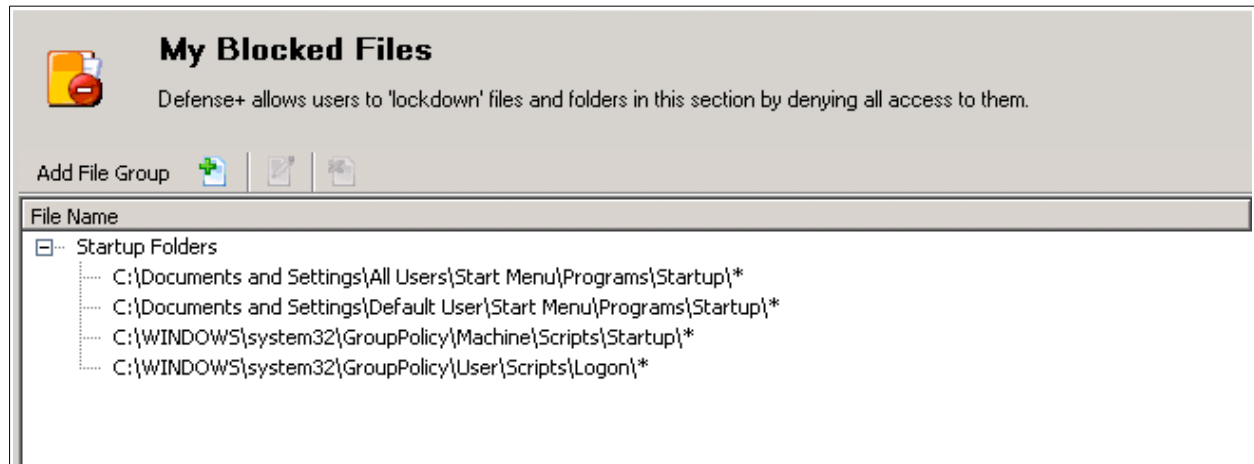 My Blocked Files
Defense+ allows users to 'lockdown' files and folders in this section by denying all access to them.
Add File Group
File Name
Startup Folders
C:\Documents and Settings\All Users\Start Menu\Programs\Startup\*
C:\Documents and Settings\Default User\Start Menu\Programs\Startup\*
C:\WINDOWS\system32\GroupPolicy\Machine\Scripts\Startup\*
C:\WINDOWS\system32\GroupPolicy\User\Scripts\Logon\*